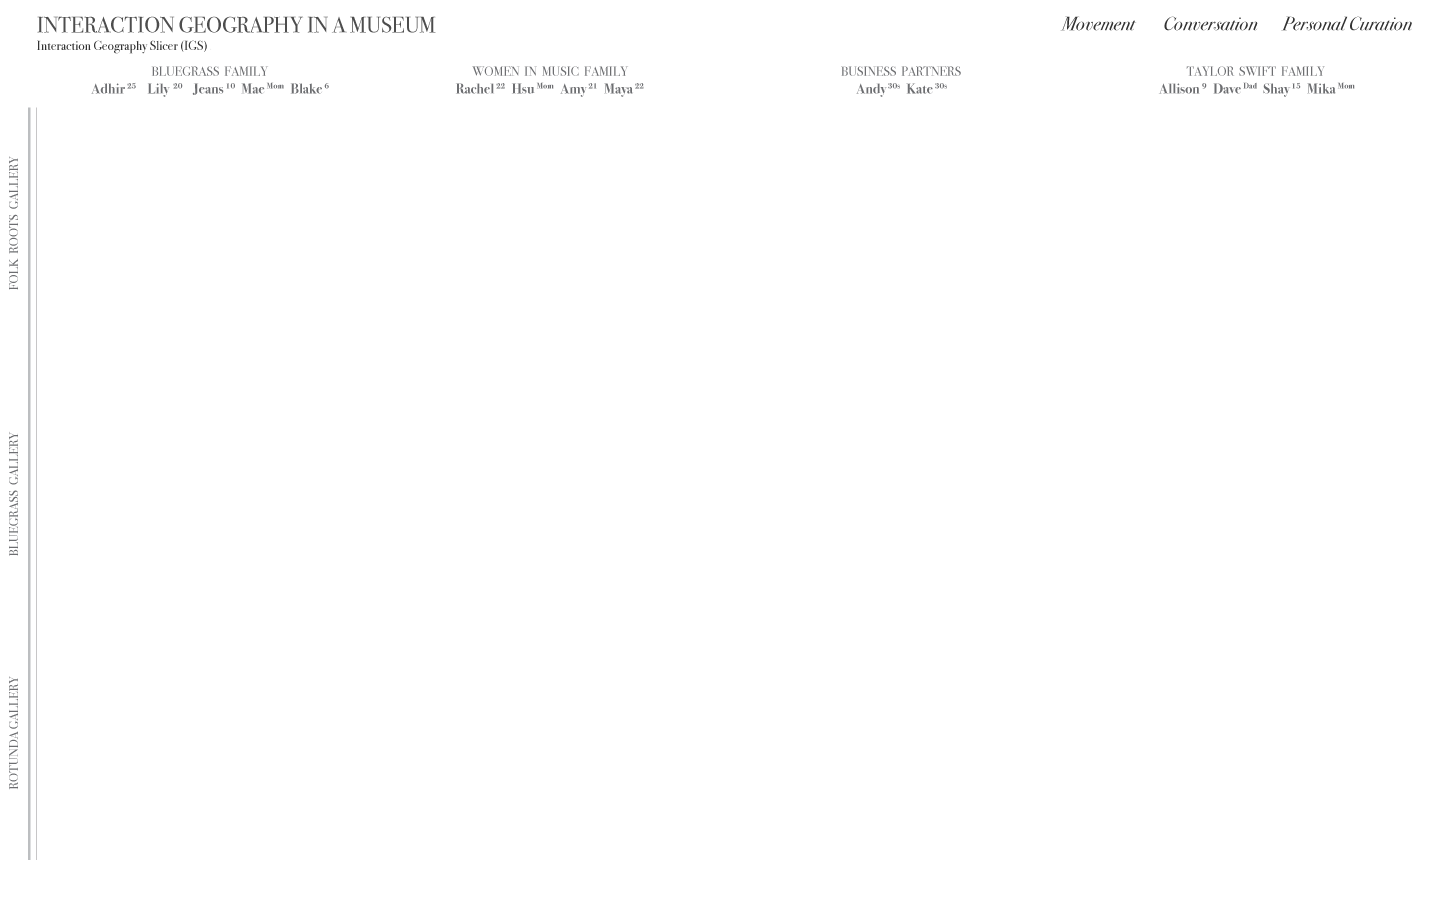 INTERACTION GEOGRAPHY IN A MUSEUM
Interaction Geography Slicer (IGS)
Movement Conversation Personal Curation
BLUEGRASS FAMILY
Adhir 25 Lily 20 Jeans 10 Mae Mom Blake 6
WOMEN IN MUSIC FAMILY
Rachel 22 Hsu Mom Amy 21 Maya 22
BUSINESS PARTNERS
Andy 30s Kate 30s
TAYLOR SWIFT FAMILY
Allison 9 Dave Dad Shay 15 Mika Mom
FOLK ROOTS GALLERY
BLUEGRASS GALLERY
ROTUNDA GALLERY